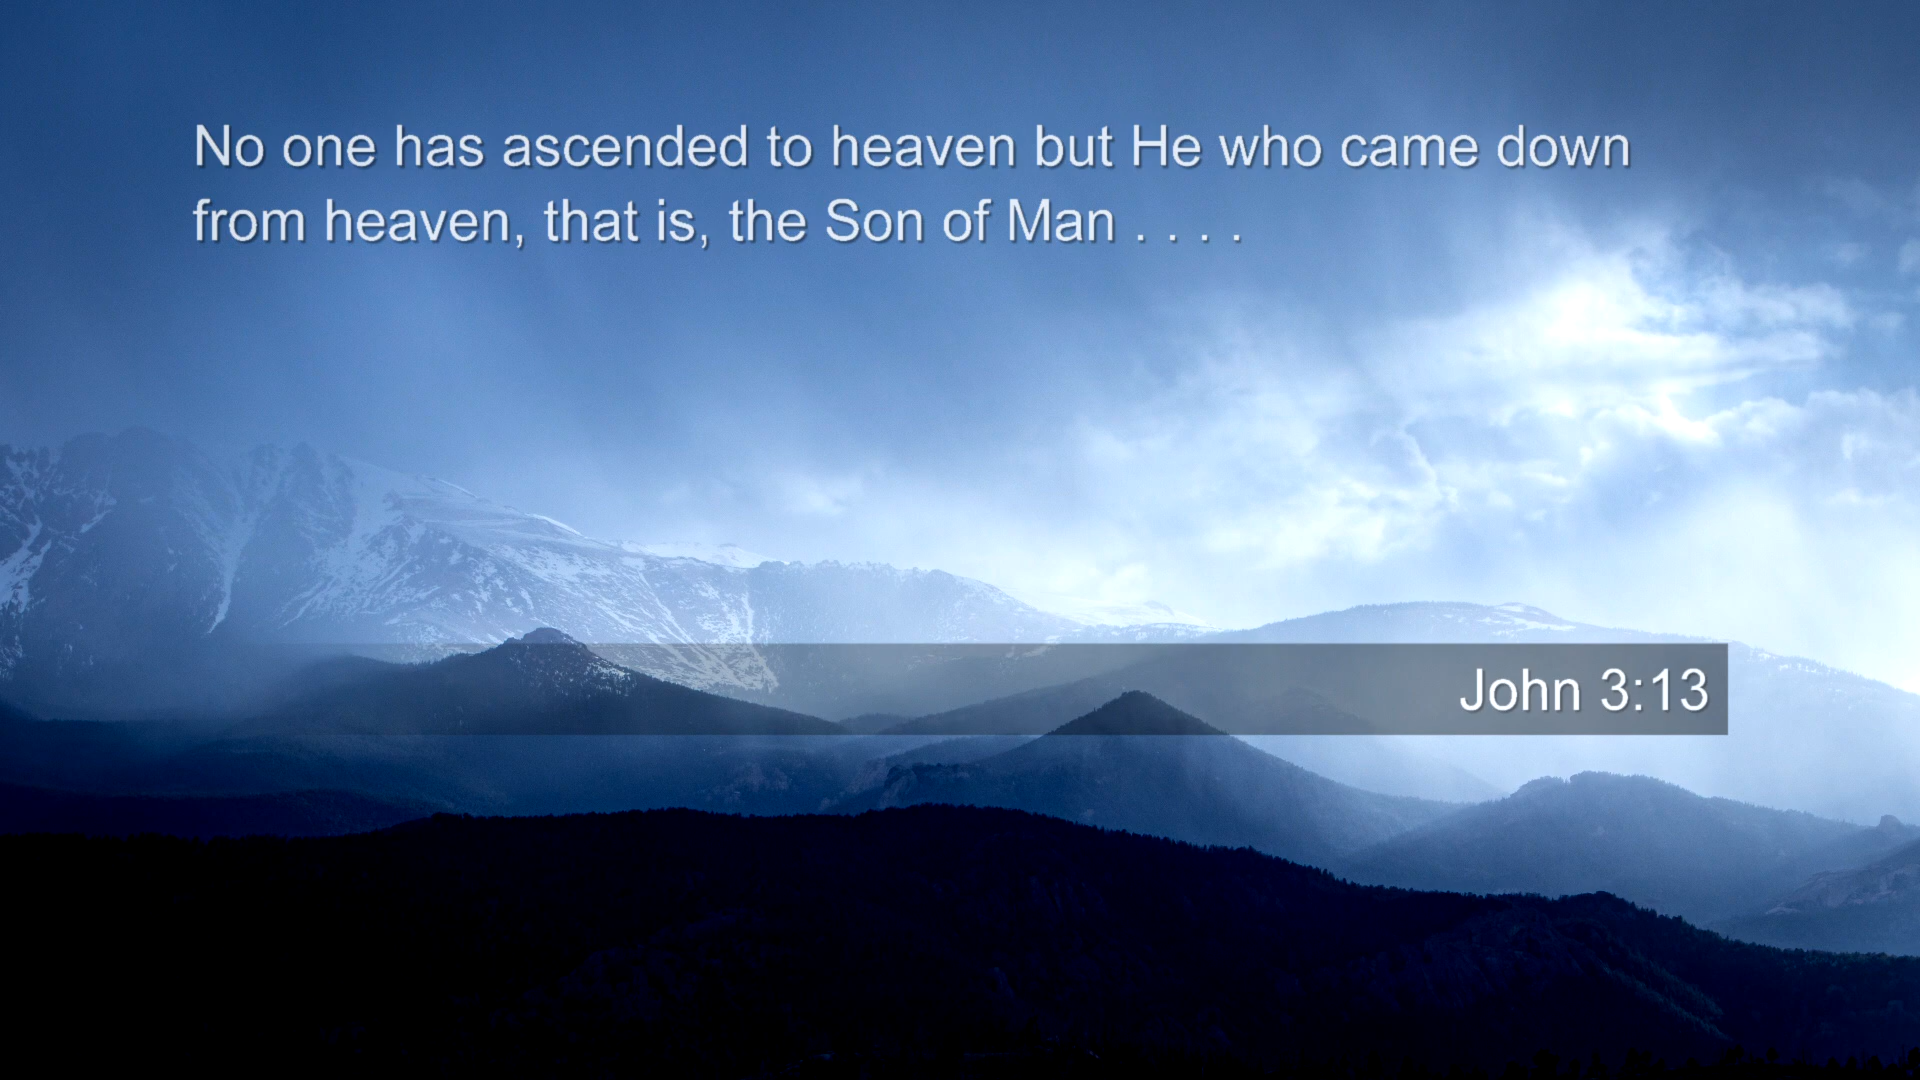 No one has ascended to heaven but He who came down
from heaven, that is, the Son of Man . . . .
John 3:13